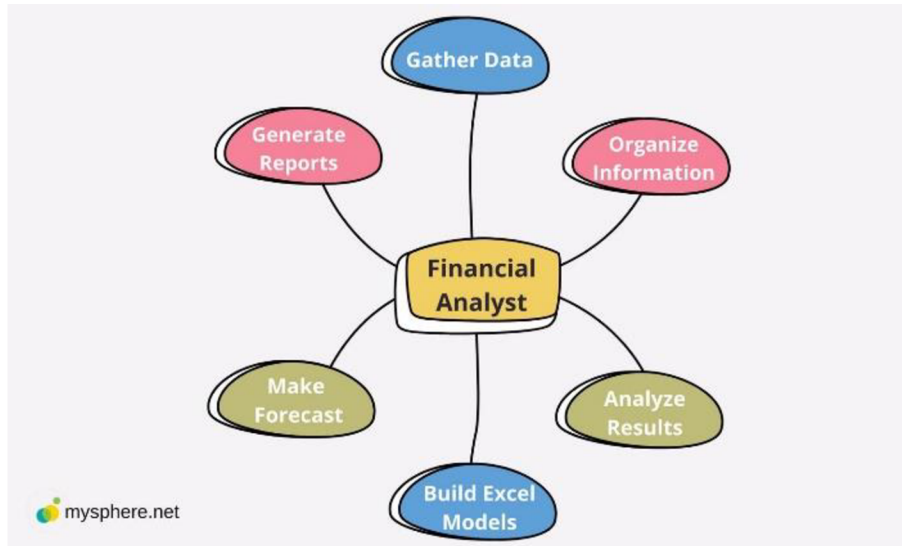 Gather Data
Generate
Reports
Organize
Information
Financial
Analyst
Make
Forecast
Analyze
Results
Build Excel
Models
mysphere.net